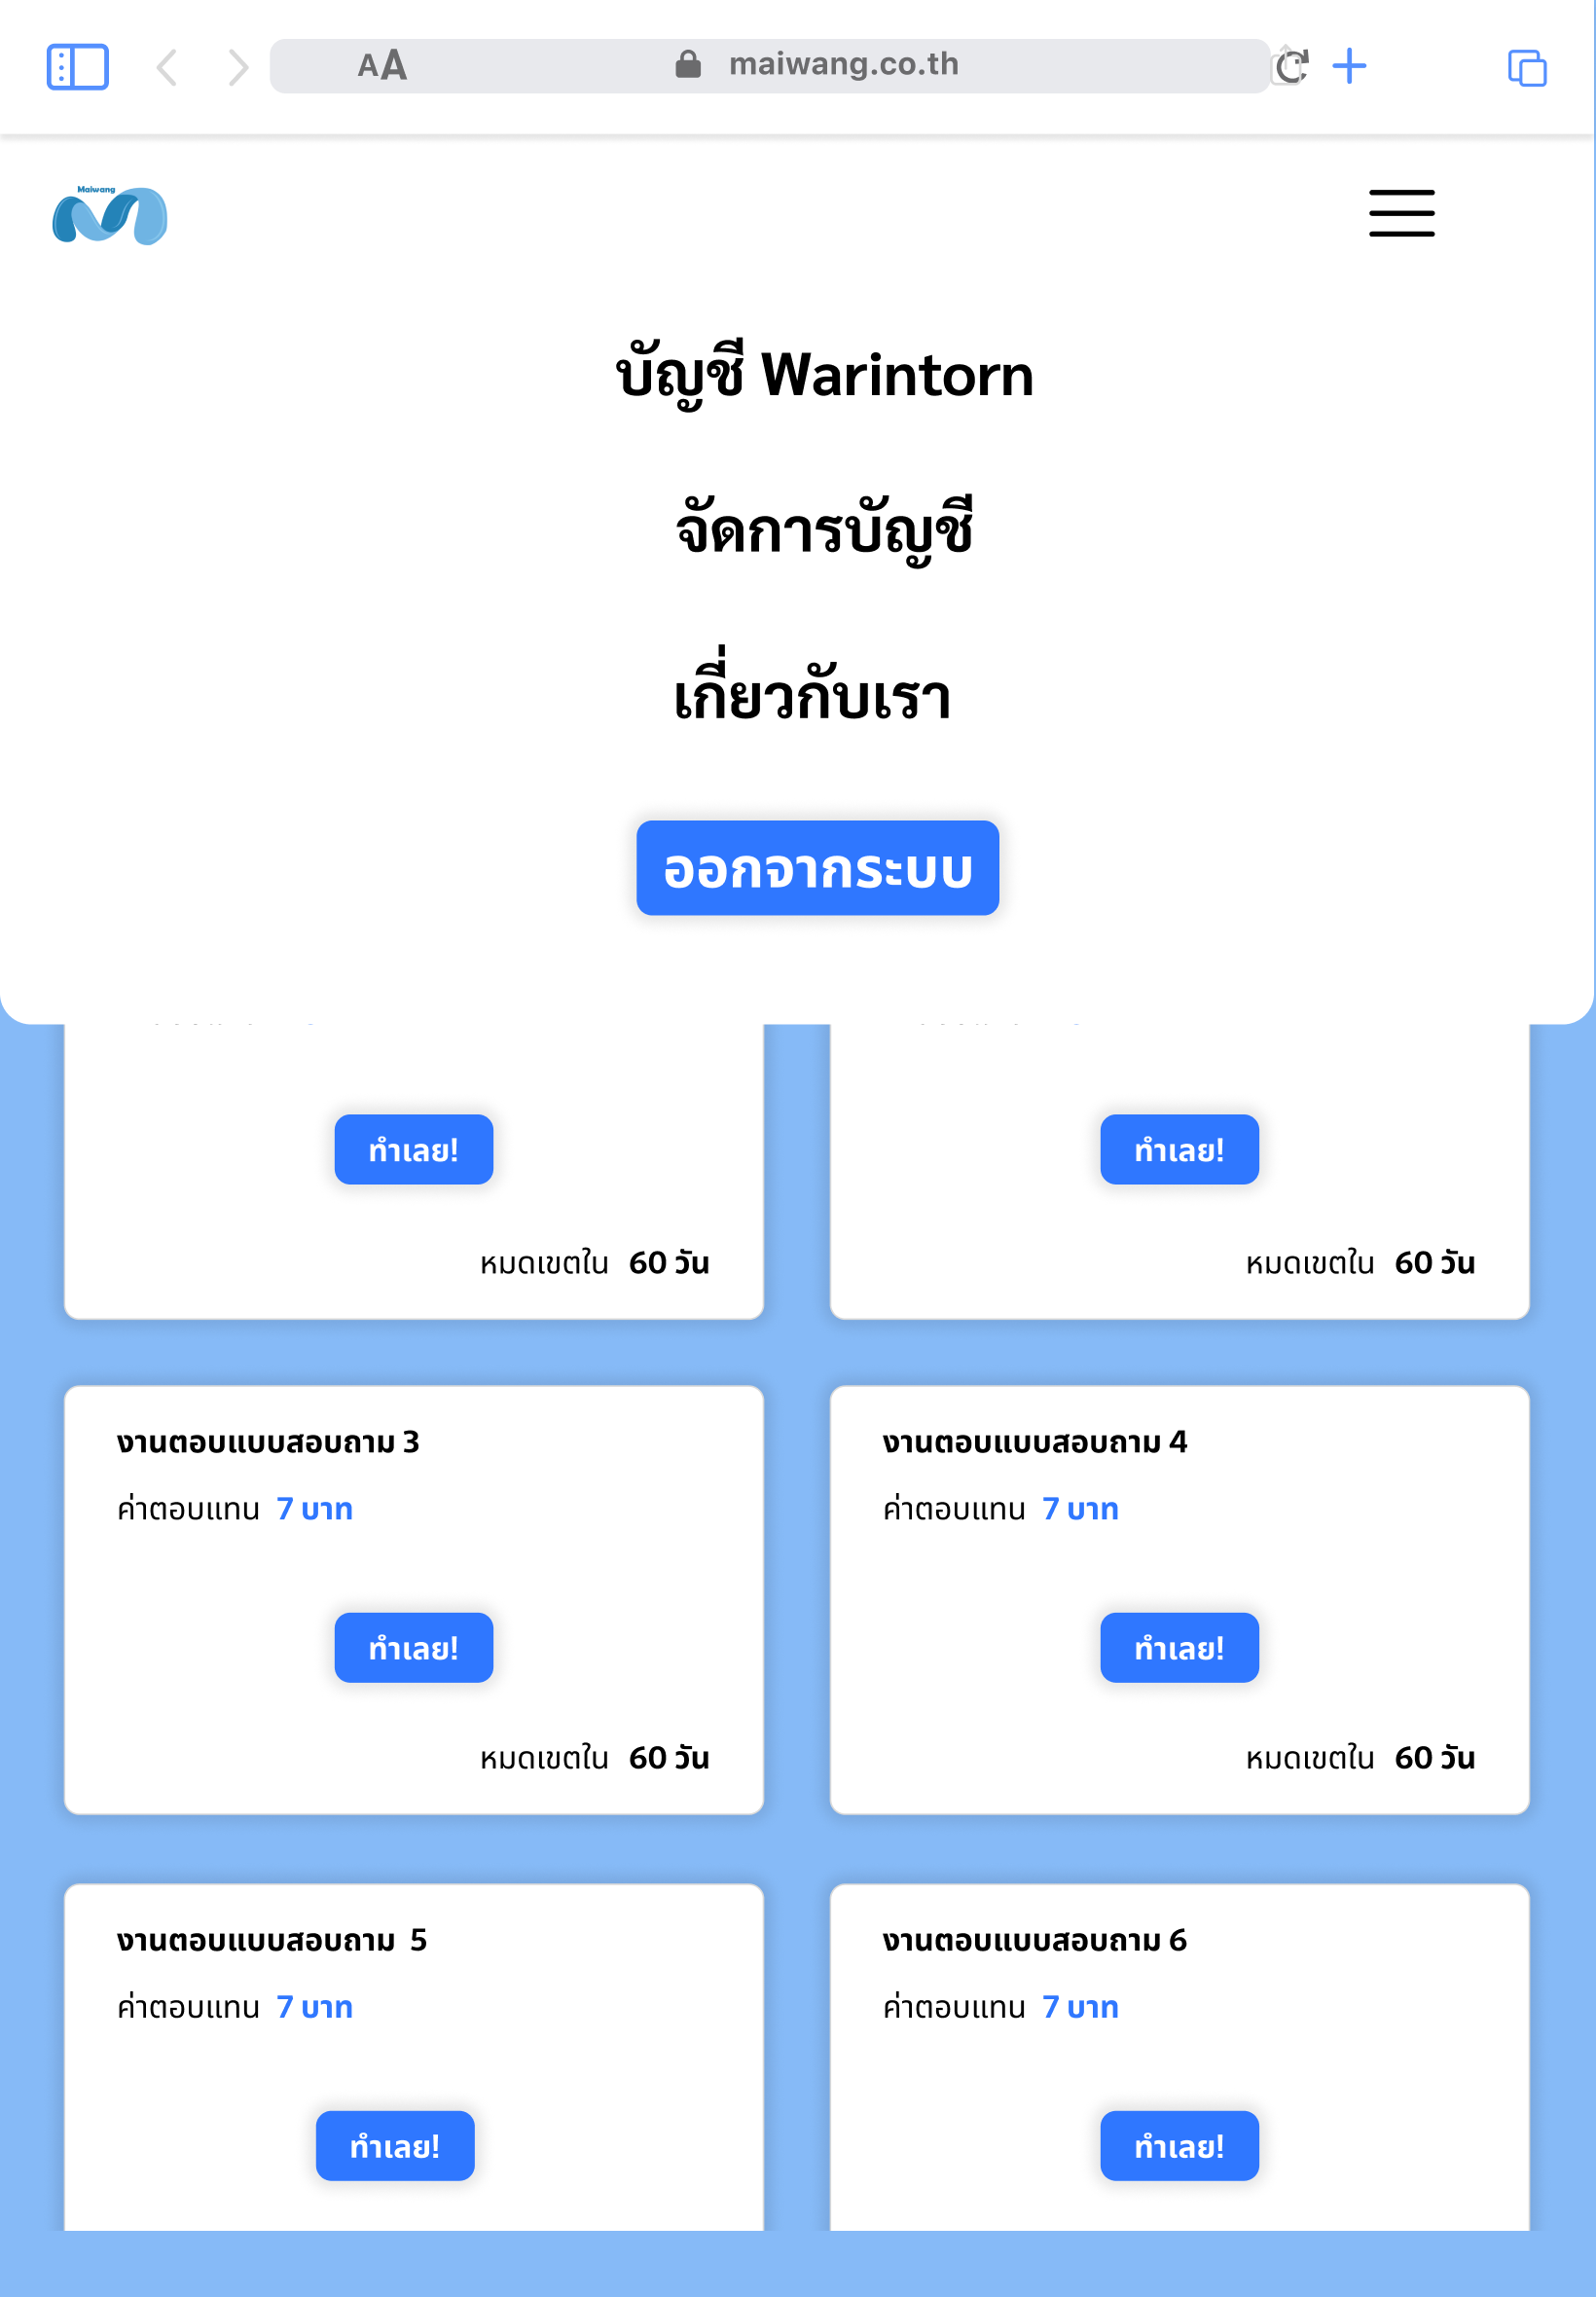 AA maiwang.co.th
Maiwang
บัญชี Warintorn
จัดการบัญชี
เกี่ยวกับเรา
ออกจากระบบ
ทำเลย! ทำเลย!
หมดเขตใน 60 วัน หมดเขตใน 60 วัน
งานตอบแบบสอบถาม 3 งานตอบแบบสอบถาม 4
ค่าตอบแทน 7 บาท ค่าตอบแทน 7 บาท
ทำเลย! ทำเลย!
หมดเขตใน 60 วัน หมดเขตใน 60 วัน
งานตอบแบบสอบถาม 5 งานตอบแบบสอบถาม 6
ค่าตอบแทน 7 บาท ค่าตอบแทน 7 บาท
ทำเลย! ทำเลย!